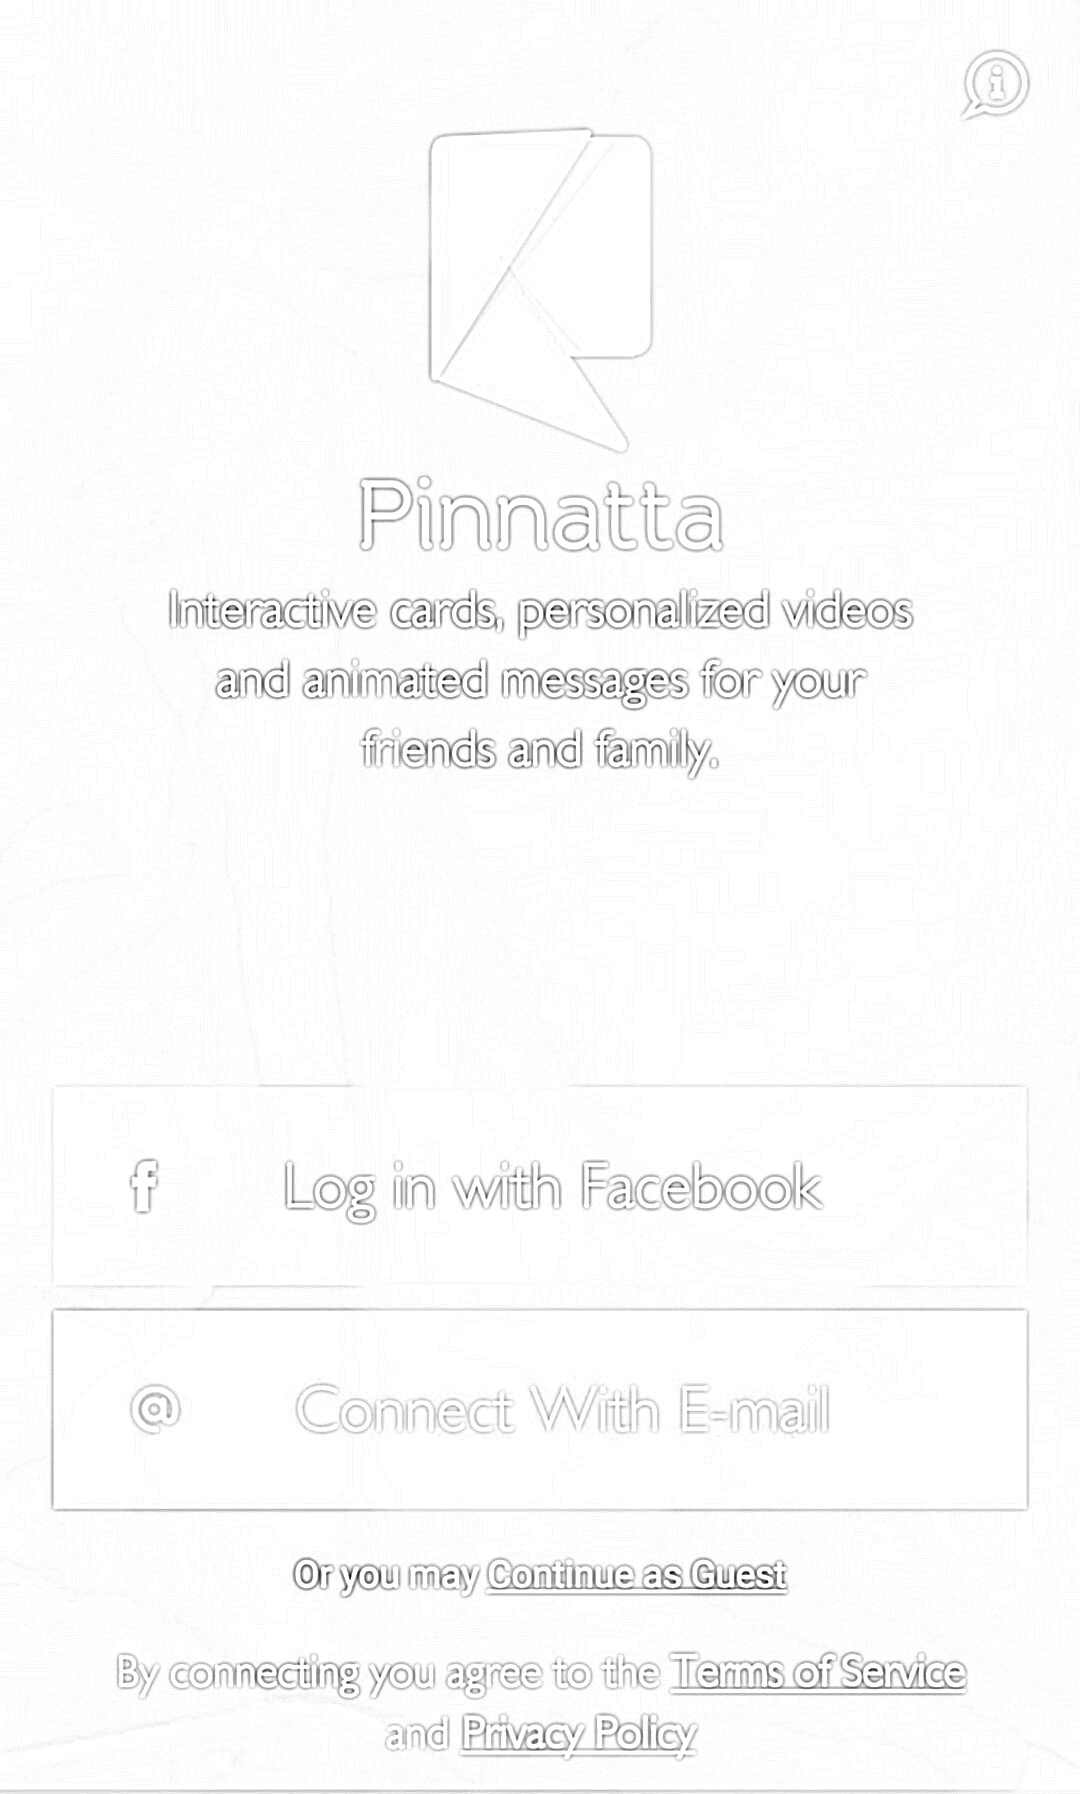 Pinnatta
Interactive cards, personalized videos
and animated messages for your
friends and family.
f Log in with Facebook
@ Connect With E-mail
Or you may Continue as Guest
By connecting you agree to the Terms of Service
and Privacy Policy